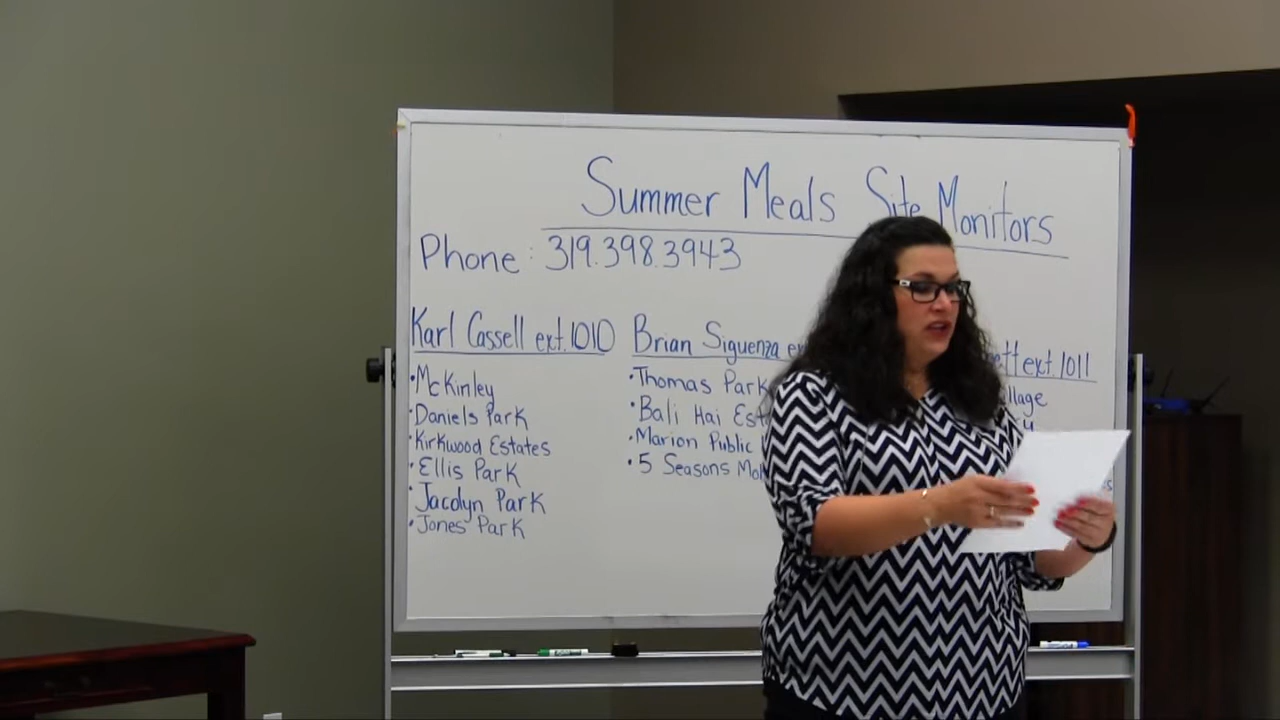 Summer Meals Site Monitors
Phone: 319.398.3943
Karl Cassell ext. 1010
• McKinley
• Daniels Park
• Kirkwood Estates
• Ellis Park
• Jacolyn Park
• Jones Park
Brian Siguenza
• Thomas Park
• Bali Hai
• Marion Public
• 5 Seasons
ext. 1011